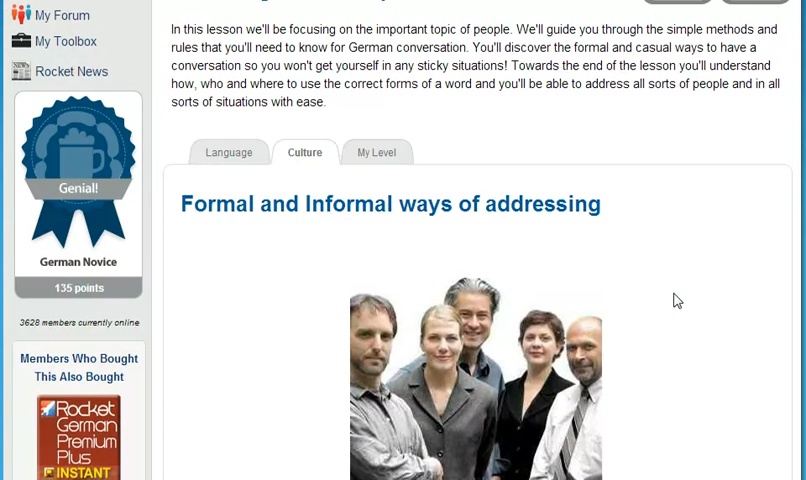 My Forum
My Toolbox
Rocket News
Genial!
German Novice
135 points
3628 members currently online
Members Who Bought
This Also Bought
Rocket
German
Premium
Plus
INSTANT
In this lesson we'll be focusing on the important topic of people. We'll guide you through the simple methods and
rules that you'll need to know for German conversation. You'll discover the formal and casual ways to have a
conversation so you won't get yourself in any sticky situations! Towards the end of the lesson you'll understand
how, who and where to use the correct forms of a word and you'll be able to address all sorts of people and in all
sorts of situations with ease.
Language
Culture
My Level
Formal and Informal ways of addressing